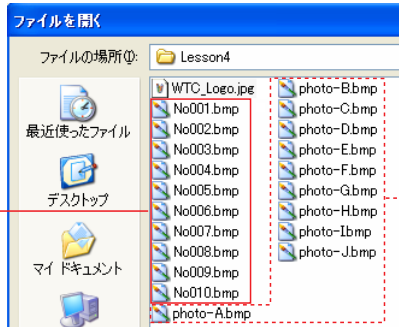 ファイルを開く
ファイルの場所(I):
Lesson4
最近使ったファイル
デスクトップ
マイ ドキュメント
WTC_Logo.jpg
No001.bmp
No002.bmp
No003.bmp
No004.bmp
No005.bmp
No006.bmp
No007.bmp
No008.bmp
No009.bmp
No010.bmp
photo-A.bmp
photo-B.bmp
photo-C.bmp
photo-D.bmp
photo-E.bmp
photo-F.bmp
photo-G.bmp
photo-H.bmp
photo-I.bmp
photo-J.bmp